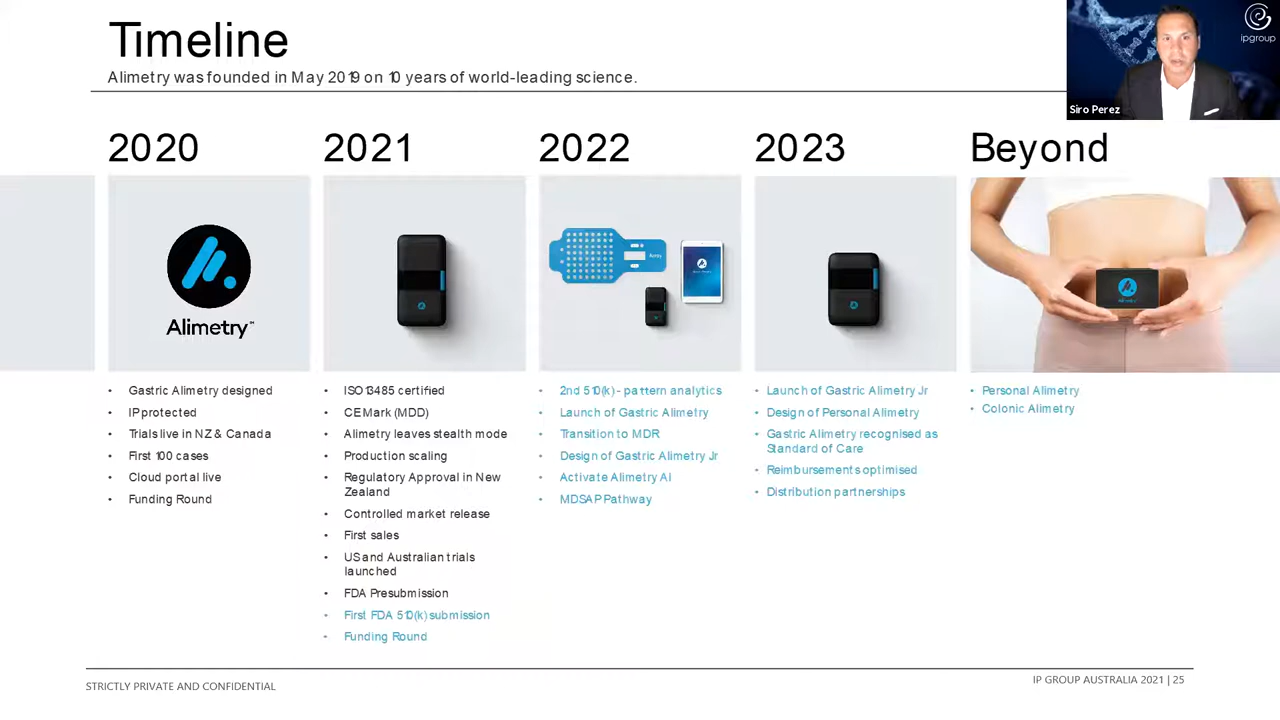 Timeline
Alimetry was founded in May 2019 on 10 years of world-leading science.
ipgroup
Siro Perez
2020
Alimetry™
• Gastric Alimetry designed
• IP protected
• Trials live in NZ & Canada
• First 100 cases
• Cloud portal live
• Funding Round
2021
• ISO 13485 certified
• CE Mark (MDD)
• Alimetry leaves stealth mode
• Production scaling
• Regulatory Approval in New
Zealand
• Controlled market release
• First sales
• US and Australian trials
launched
• FDA Presubmission
• First FDA 510(k) submission
• Funding Round
2022
• 2nd 510(k) - pattern analytics
• Launch of Gastric Alimetry
• Transition to MDR
• Design of Gastric Alimetry Jr
• Activate Alimetry AI
• MDSAP Pathway
2023
• Launch of Gastric Alimetry Jr
• Design of Personal Alimetry
• Gastric Alimetry recognised as
Standard of Care
• Reimbursements optimised
• Distribution partnerships
Beyond
• Personal Alimetry
• Colonic Alimetry
STRICTLY PRIVATE AND CONFIDENTIAL
IP GROUP AUSTRALIA 2021 | 25